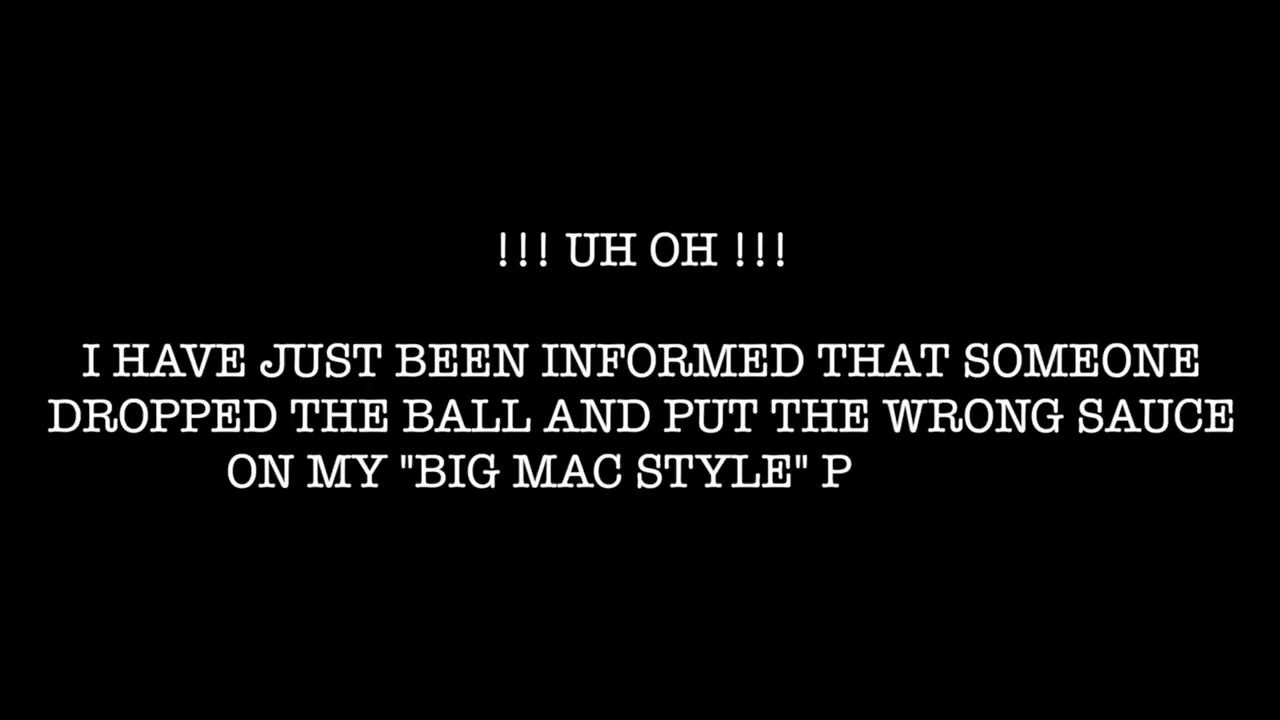 !!! UH OH !!!
I HAVE JUST BEEN INFORMED THAT SOMEONE
DROPPED THE BALL AND PUT THE WRONG SAUCE
ON MY "BIG MAC STYLE" P